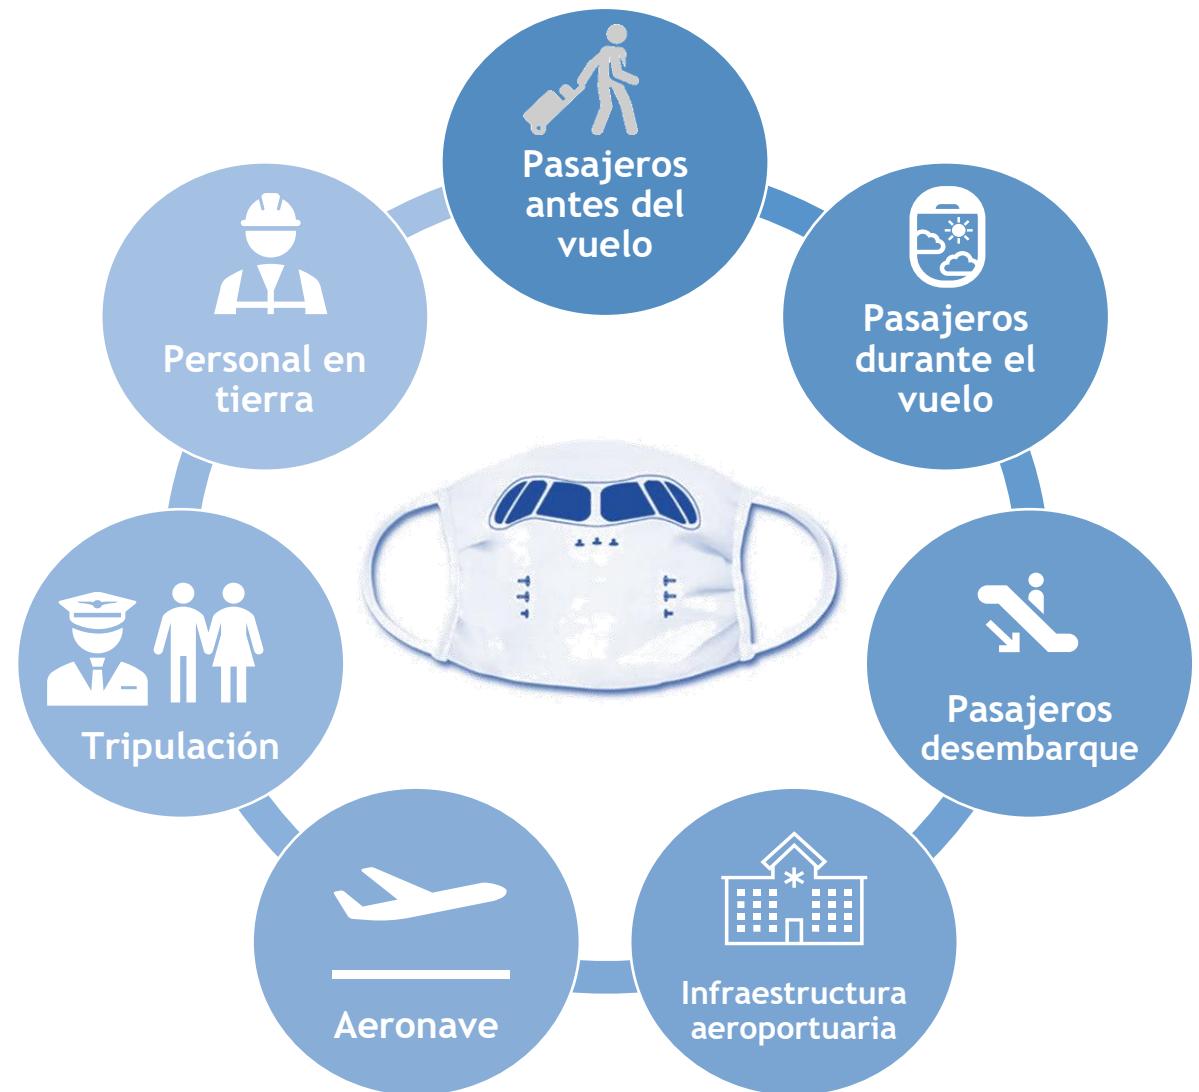 Pasajeros
antes del
vuelo
Pasajeros
durante el
vuelo
Pasajeros
desembarque
Infraestructura
aeroportuaria
Aeronave
Tripulación
Personal en
tierra